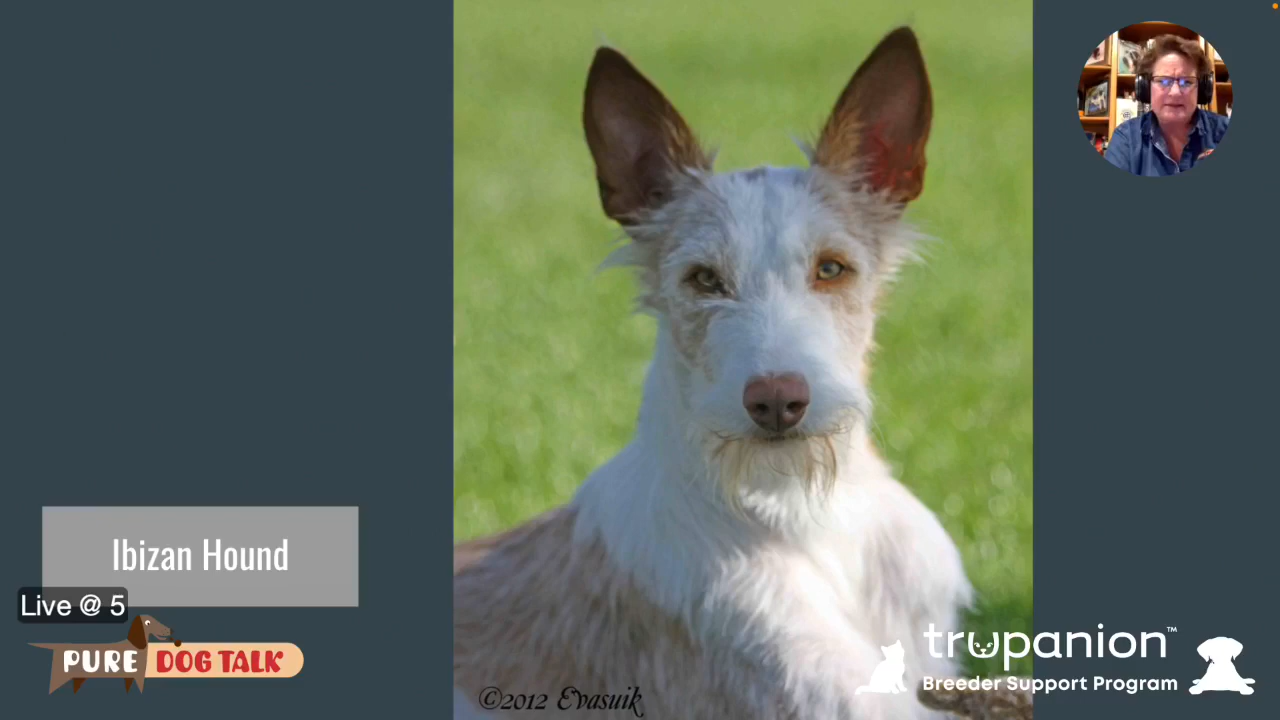 Ibizan Hound
Live @ 5
PURE DOG TALK
©2012 Evasuik
trupanion™
Breeder Support Program